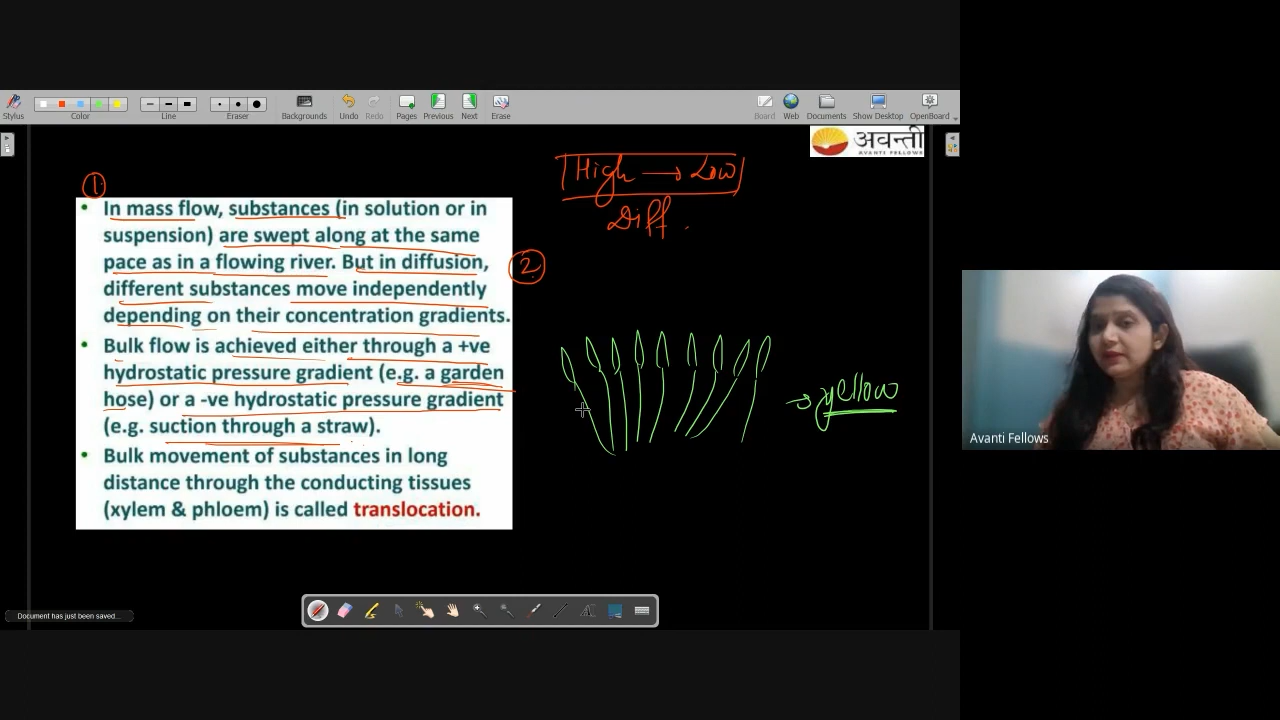 Stylus
Color
Line
Eraser
Backgrounds
Undo
Redo
Pages
Previous
Next
Erase
Board
Web
Documents
Show Desktop
OpenBoard
अवन्ती
AVANTI FELLOWS
High → Low
Diff.
①
• In mass flow, substances (in solution or in
suspension) are swept along at the same
pace as in a flowing river. But in diffusion,
②
different substances move independently
depending on their concentration gradients.
• Bulk flow is achieved either through a +ve
hydrostatic pressure gradient (e.g. a garden
hose) or a -ve hydrostatic pressure gradient
(e.g. suction through a straw).
• Bulk movement of substances in long
distance through the conducting tissues
(xylem & phloem) is called translocation.
→ yellow
Avanti Fellows
Document has just been saved...